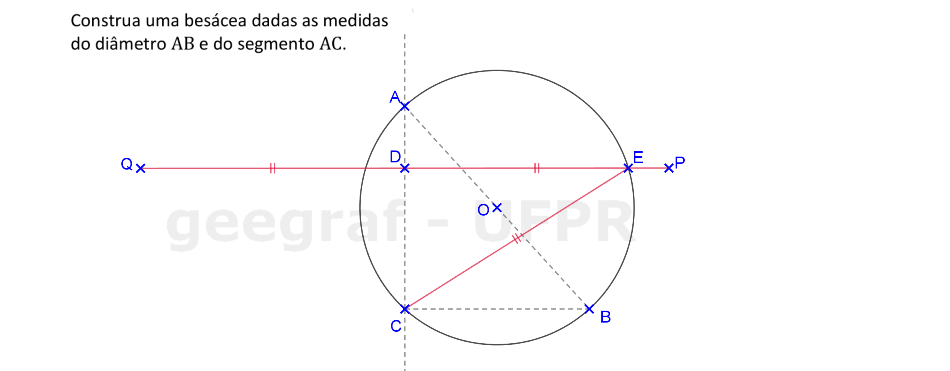 Construa uma besácea dadas as medidas
do diâmetro AB e do segmento AC.
A
Q
D
E
P
O
geegraf - UFPR
C
B